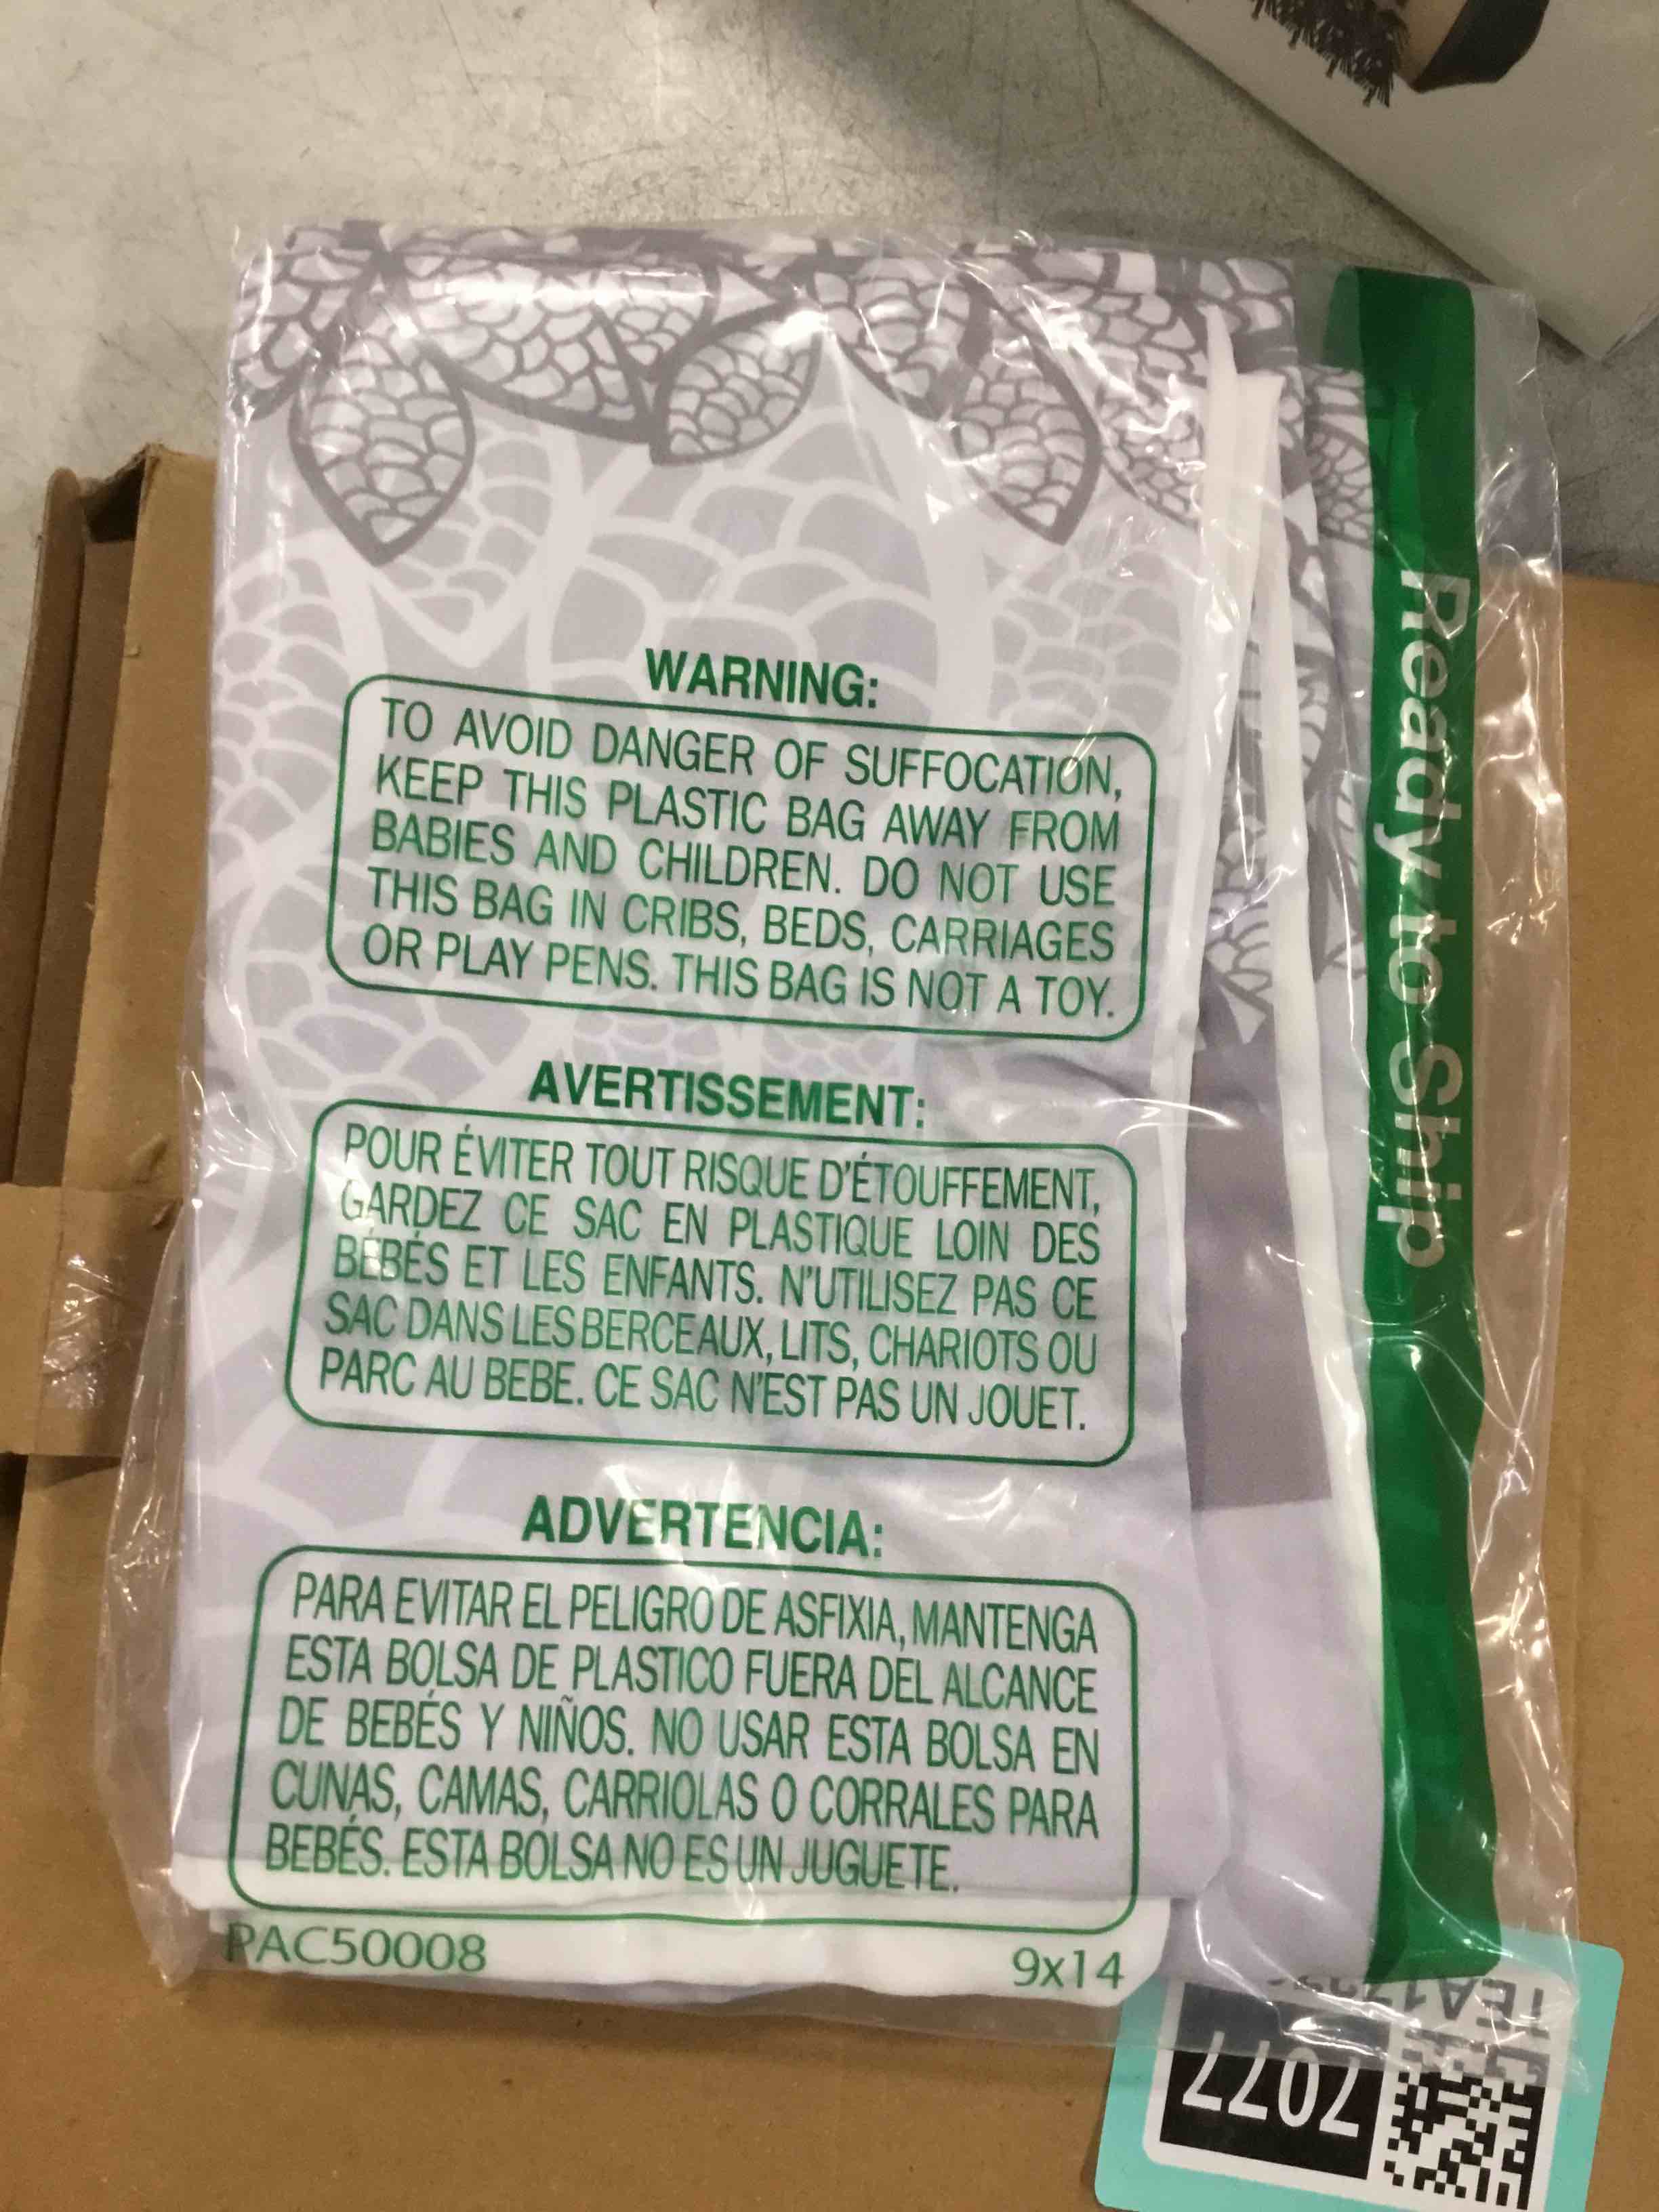 WARNING:
TO AVOID DANGER OF SUFFOCATION,
KEEP THIS PLASTIC BAG AWAY FROM
BABIES AND CHILDREN. DO NOT USE
THIS BAG IN CRIBS, BEDS, CARRIAGES
OR PLAY PENS. THIS BAG IS NOT A TOY.
AVERTISSEMENT:
POUR ÉVITER TOUT RISQUE D'ÉTOUFFEMENT,
GARDEZ CE SAC EN PLASTIQUE LOIN DES
BÉBÉS ET LES ENFANTS. N'UTILISEZ PAS CE
SAC DANS LES BERCEAUX, LITS, CHARIOTS OU
PARC AU BEBE. CE SAC N'EST PAS UN JOUET.
ADVERTENCIA:
PARA EVITAR EL PELIGRO DE ASFIXIA, MANTENGA
ESTA BOLSA DE PLASTICO FUERA DEL ALCANCE
DE BEBÉS Y NIÑOS. NO USAR ESTA BOLSA EN
CUNAS, CAMAS, CARRIOLAS O CORRALES PARA
BEBÉS. ESTA BOLSA NO ES UN JUGUETE.
PAC50008
9x14
Ready to Ship